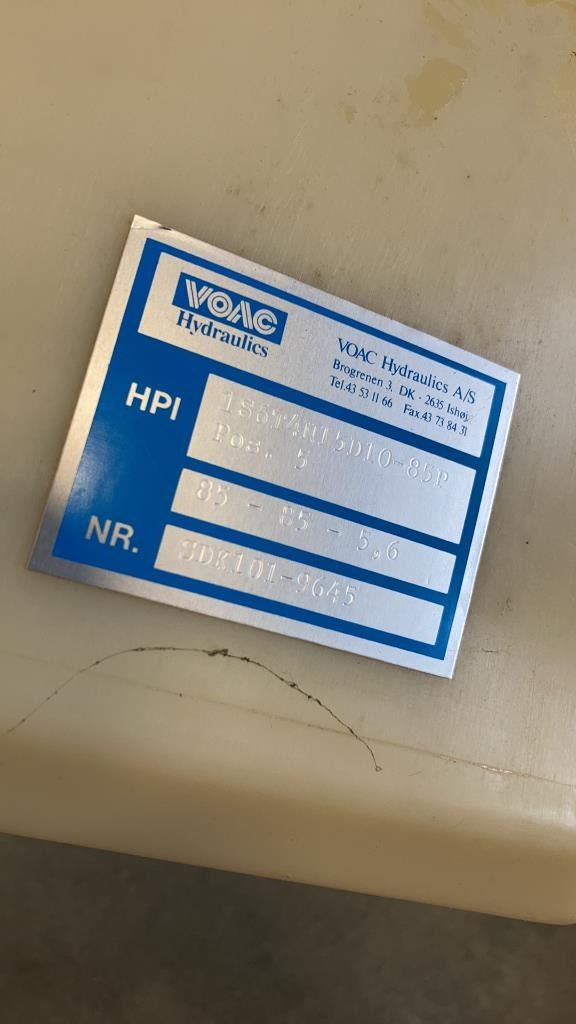 VOAC
Hydraulics
VOAC Hydraulics A/S
Brogrenen 3, DK - 2635 Ishøj
Tel.43 53 11 66 Fax.43 73 84 31
HPI
Pos. 5
85 - 85 - 5,6
NR. SDK101-9645